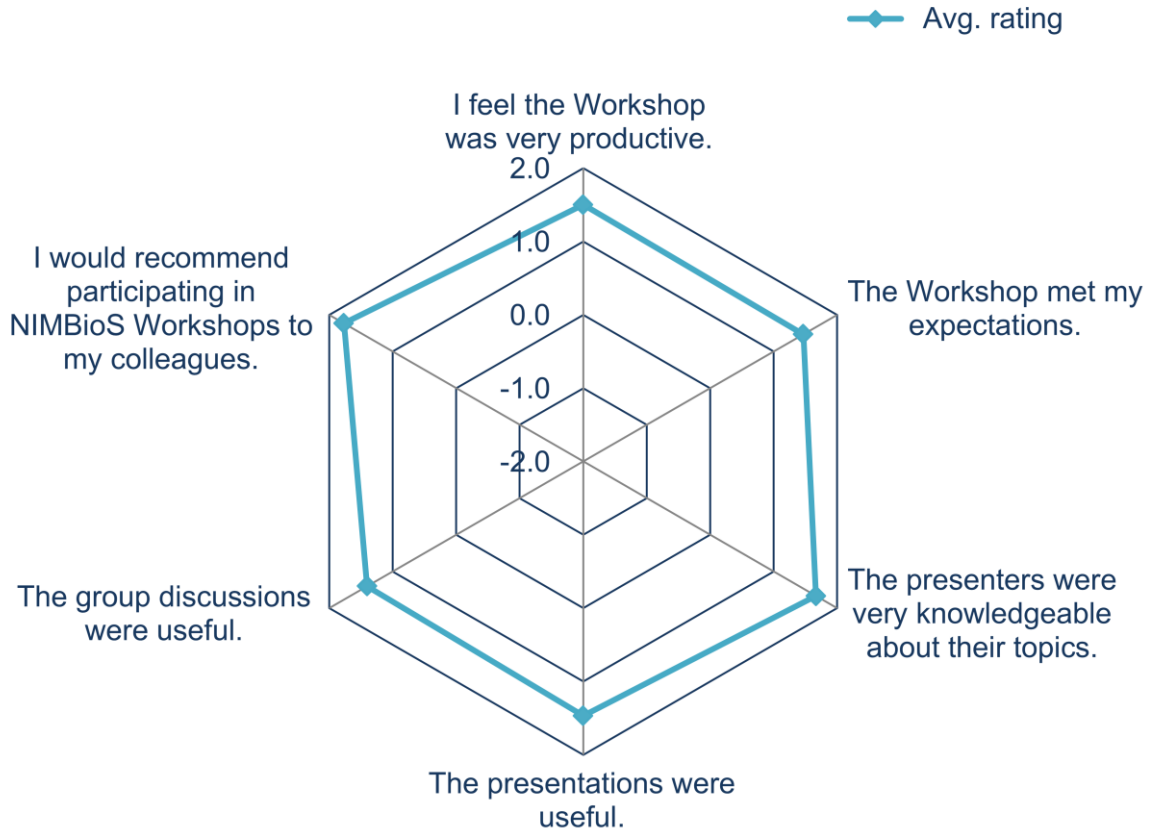 Avg. rating
I feel the Workshop
was very productive.
2.0
1.0
0.0
-1.0
-2.0
The Workshop met my
expectations.
The presenters were
very knowledgeable
about their topics.
The presentations were
useful.
The group discussions
were useful.
I would recommend
participating in
NIMBioS Workshops to
my colleagues.